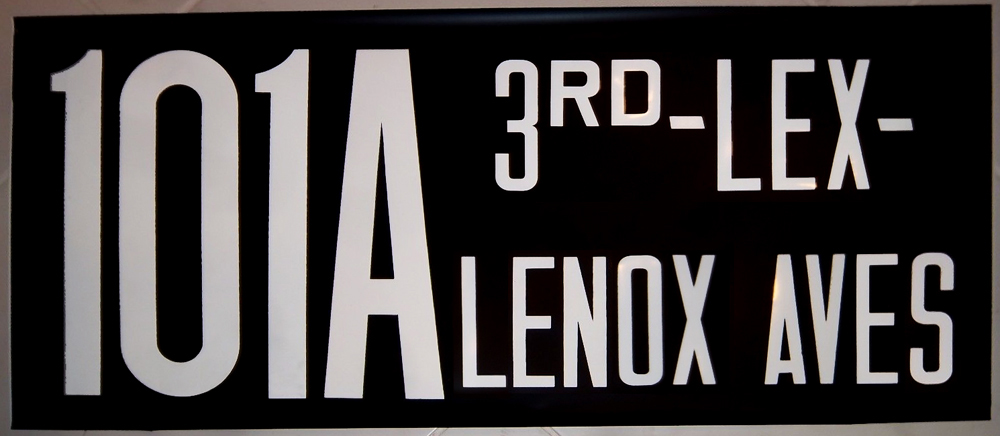 101A
3RD-LEX-
LENOX AVES